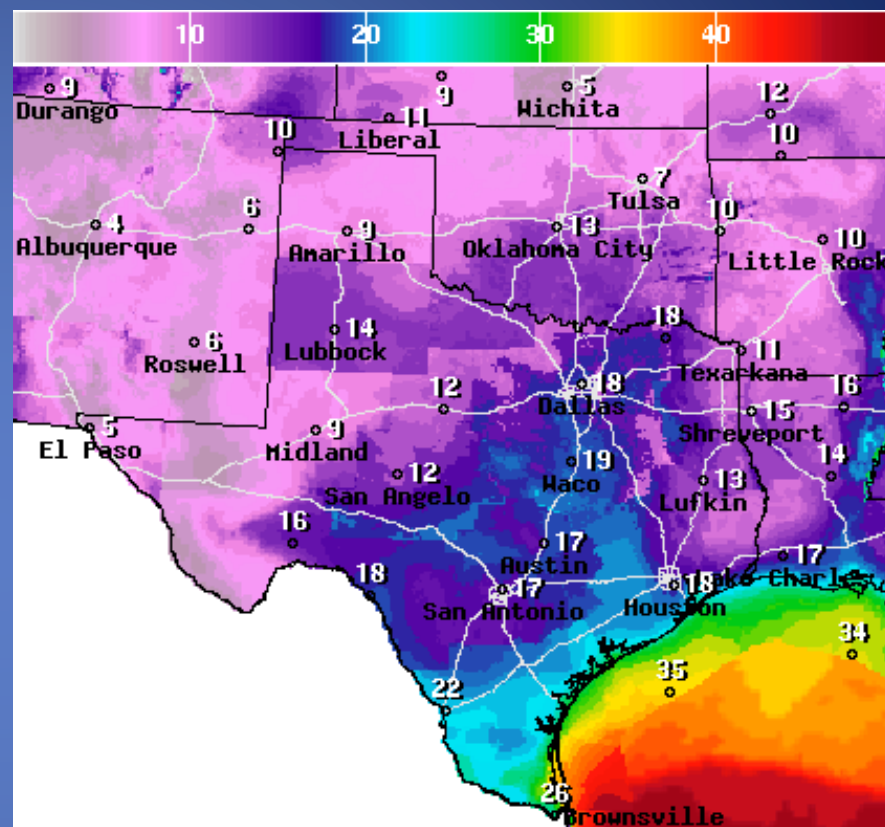 10 20 30 40
9
Durango
9
5
Wichita
11
Liberal
12
10
10
7
Tulsa
4
Albuquerque
6
9
Amarillo
13
Oklahoma City
10
10
Little Rock
6
Roswell
14
Lubbock
18
11
Texarkana
5
El Paso
9
Midland
12
18
Dallas
15
Shreveport
16
12
San Angelo
19
Waco
13
Lufkin
14
16
17
Austin
17
Lake Charles
18
17
San Antonio
18
Houston
22
35
34
26
Brownsville